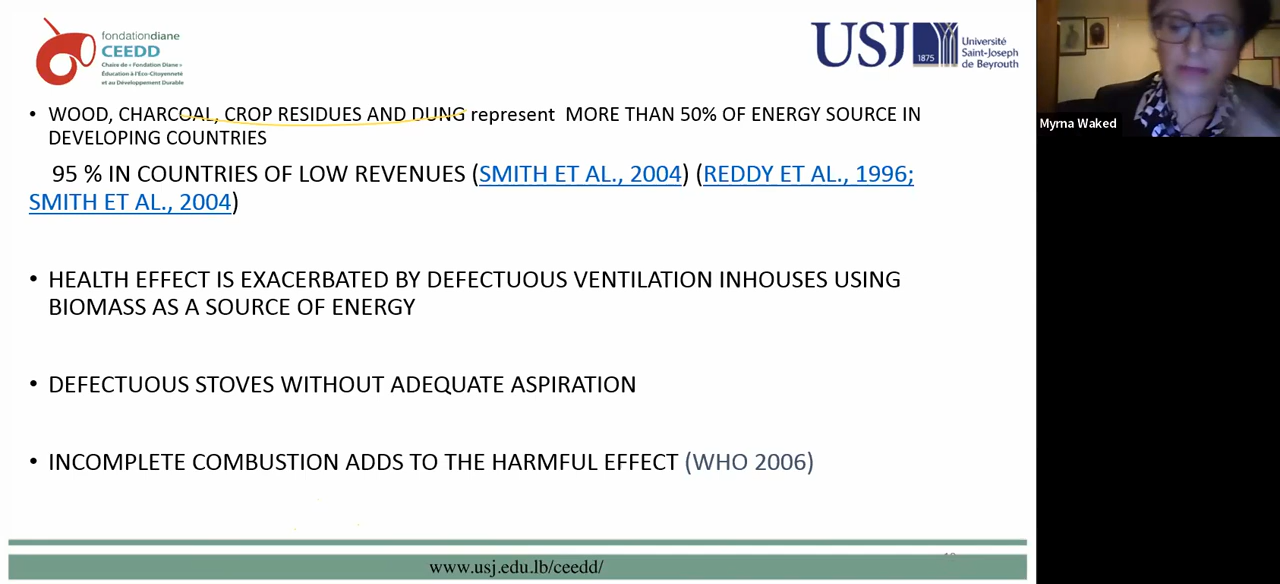 fondationdiane
CEEDD
Chaire de « Fondation Diane »
Éducation à l'Éco-Citoyenneté
et au Développement Durable
USJ
1875
Université
Saint-Joseph
de Beyrouth
Myrna Waked
• WOOD, CHARCOAL, CROP RESIDUES AND DUNG represent MORE THAN 50% OF ENERGY SOURCE IN
DEVELOPING COUNTRIES
95 % IN COUNTRIES OF LOW REVENUES (SMITH ET AL., 2004) (REDDY ET AL., 1996;
SMITH ET AL., 2004)
• HEALTH EFFECT IS EXACERBATED BY DEFECTUOUS VENTILATION INHOUSES USING
BIOMASS AS A SOURCE OF ENERGY
• DEFECTUOUS STOVES WITHOUT ADEQUATE ASPIRATION
• INCOMPLETE COMBUSTION ADDS TO THE HARMFUL EFFECT (WHO 2006)
www.usj.edu.lb/ceedd/